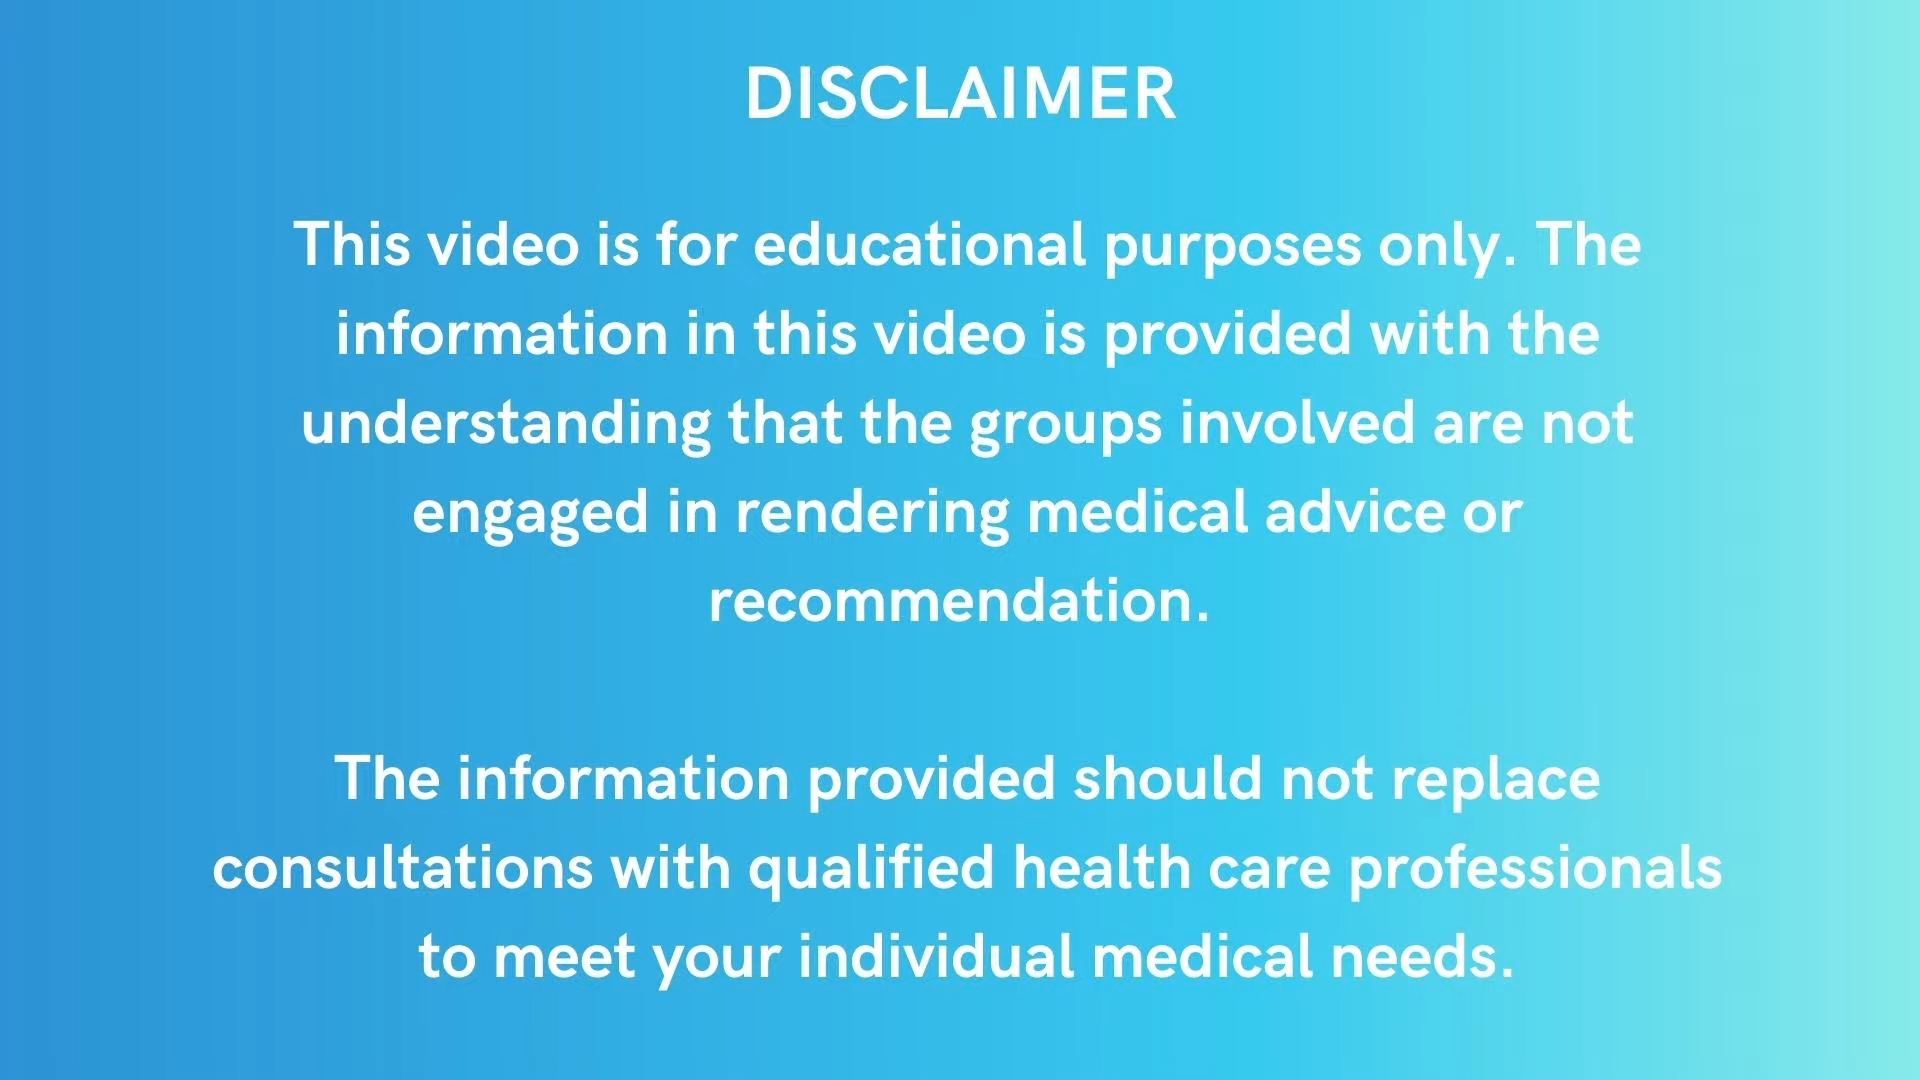 DISCLAIMER
This video is for educational purposes only. The
information in this video is provided with the
understanding that the groups involved are not
engaged in rendering medical advice or
recommendation.
The information provided should not replace
consultations with qualified health care professionals
to meet your individual medical needs.